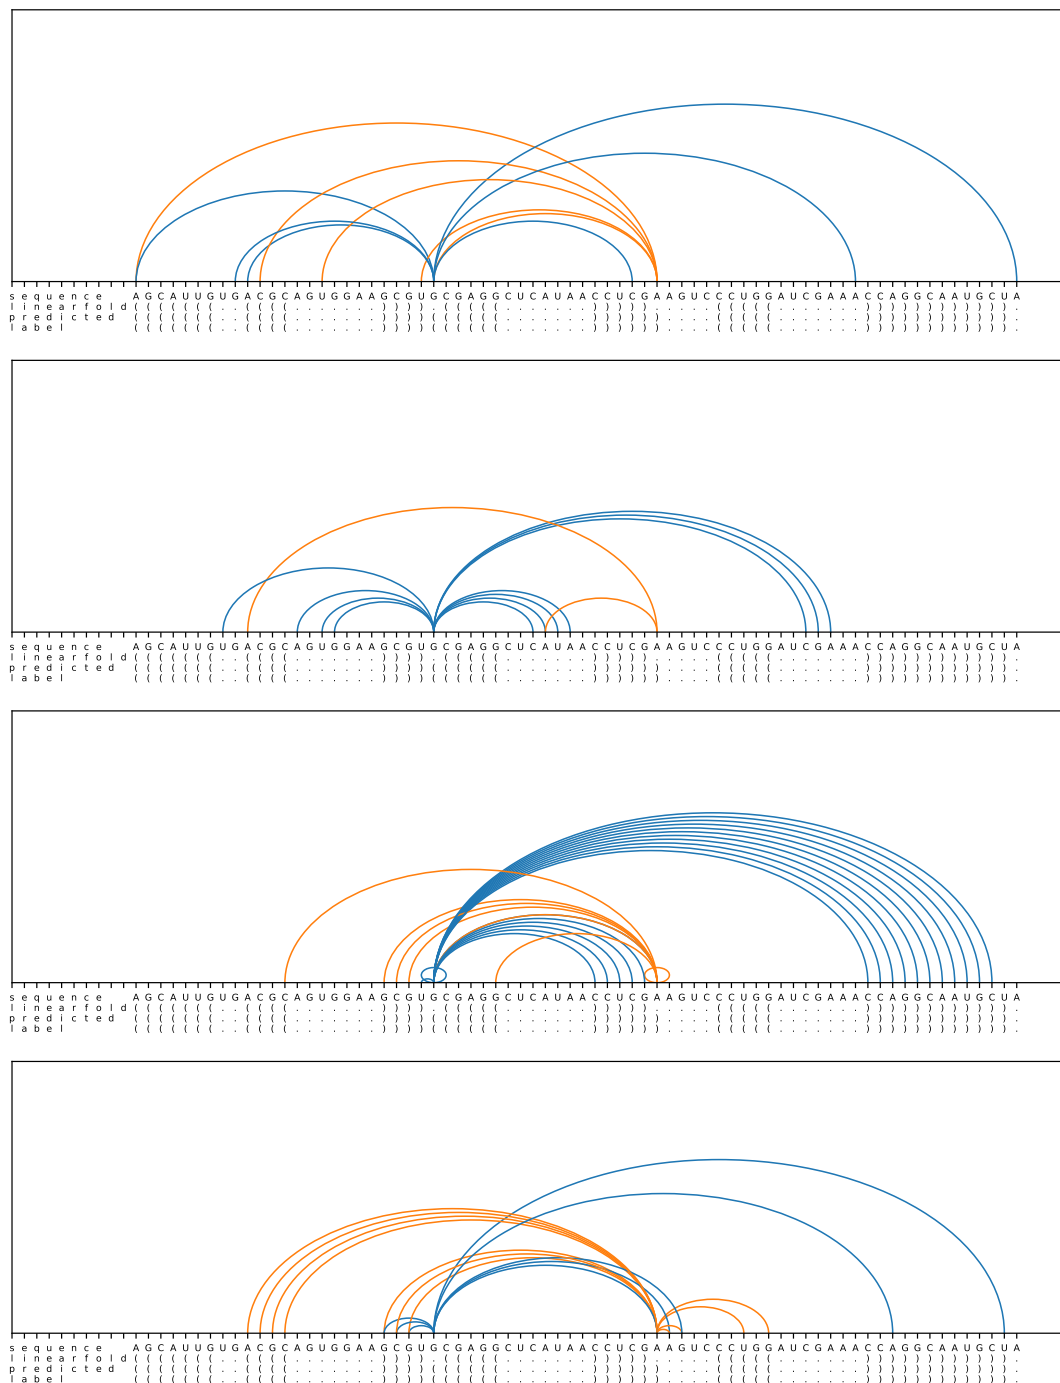 sequence AGCAUUGUGACGCAGUGGAAGCGUGCGAGGCUCAUAACCUCGAAGUCCCUGGAUCGAAACCAGGCAAUGCUA
linearfold (((((((..((((.......))))((((((.......))))))....(((((.......)))))))))))).
predicted (((((((..((((.......))))((((((.......))))))....(((((.......)))))))))))).
label (((((((..((((.......))))((((((.......))))))....(((((.......)))))))))))).
sequence AGCAUUGUGACGCAGUGGAAGCGUGCGAGGCUCAUAACCUCGAAGUCCCUGGAUCGAAACCAGGCAAUGCUA
linearfold (((((((..((((.......))))((((((.......))))))....(((((.......)))))))))))).
predicted (((((((..((((.......))))((((((.......))))))....(((((.......)))))))))))).
label (((((((..((((.......))))((((((.......))))))....(((((.......)))))))))))).
sequence AGCAUUGUGACGCAGUGGAAGCGUGCGAGGCUCAUAACCUCGAAGUCCCUGGAUCGAAACCAGGCAAUGCUA
linearfold (((((((..((((.......))))((((((.......))))))....(((((.......)))))))))))).
predicted (((((((..((((.......))))((((((.......))))))....(((((.......)))))))))))).
label (((((((..((((.......))))((((((.......))))))....(((((.......)))))))))))).
sequence AGCAUUGUGACGCAGUGGAAGCGUGCGAGGCUCAUAACCUCGAAGUCCCUGGAUCGAAACCAGGCAAUGCUA
linearfold (((((((..((((.......))))((((((.......))))))....(((((.......)))))))))))).
predicted (((((((..((((.......))))((((((.......))))))....(((((.......)))))))))))).
label (((((((..((((.......))))((((((.......))))))....(((((.......)))))))))))).